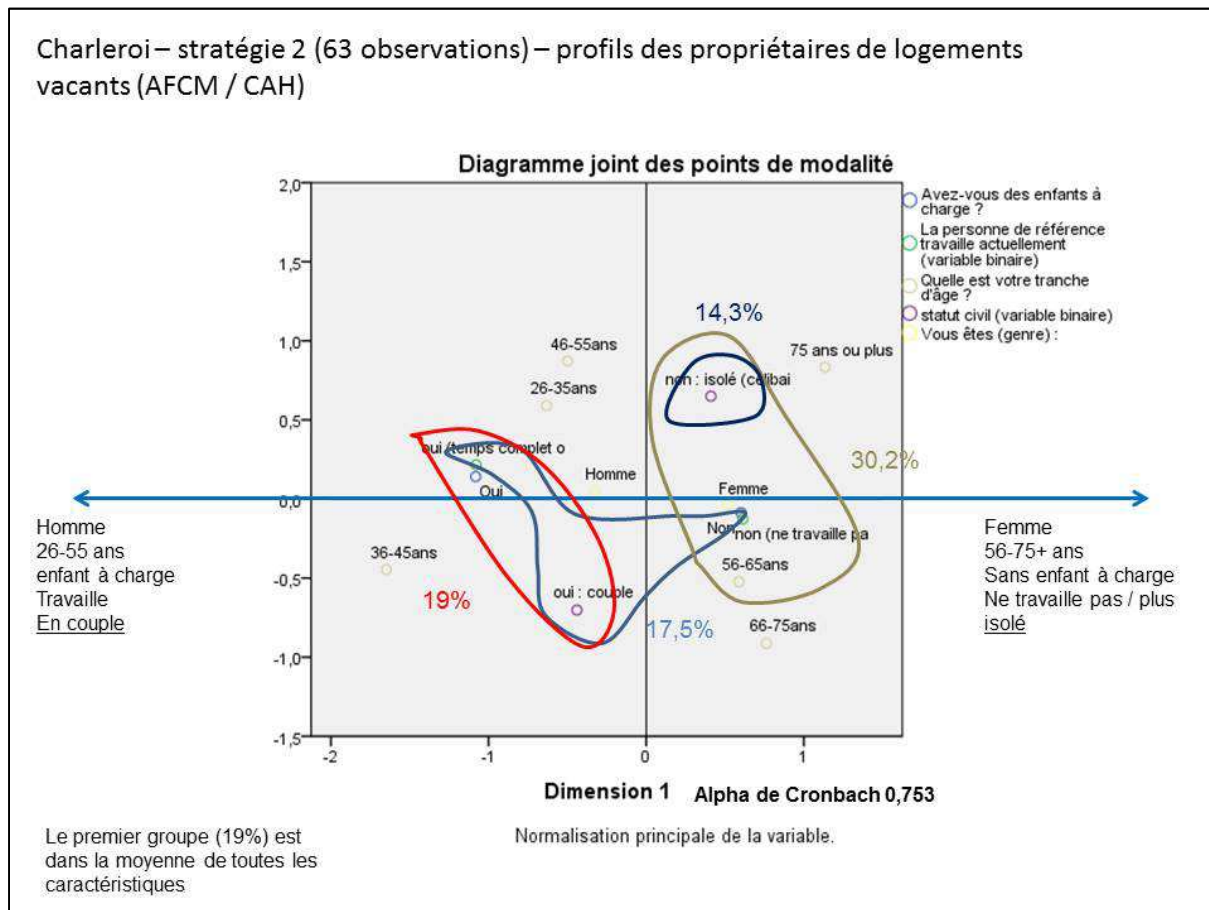 Charleroi – stratégie 2 (63 observations) – profils des propriétaires de logements
vacants (AFCM / CAH)
Diagramme joint des points de modalité
2,0
1,5
1,0
0,5
0,0
-0,5
-1,0
-1,5
-2
-1
0
1
Avez-vous des enfants à
charge ?
La personne de référence
travaille actuellement
(variable binaire)
Quelle est votre tranche
d'âge ?
statut civil (variable binaire)
Vous êtes (genre) :
14,3%
46-55ans
75 ans ou plus
26-35ans
non : isolé (célibai
oui (temps complet o
30,2%
Homme
Femme
Oui
Non
non (ne travaille pa
36-45ans
56-65ans
19%
oui : couple
17,5%
66-75ans
Homme
26-55 ans
enfant à charge
Travaille
En couple
Femme
56-75+ ans
Sans enfant à charge
Ne travaille pas / plus
isolé
Dimension 1
Alpha de Cronbach 0,753
Normalisation principale de la variable.
Le premier groupe (19%) est
dans la moyenne de toutes les
caractéristiques